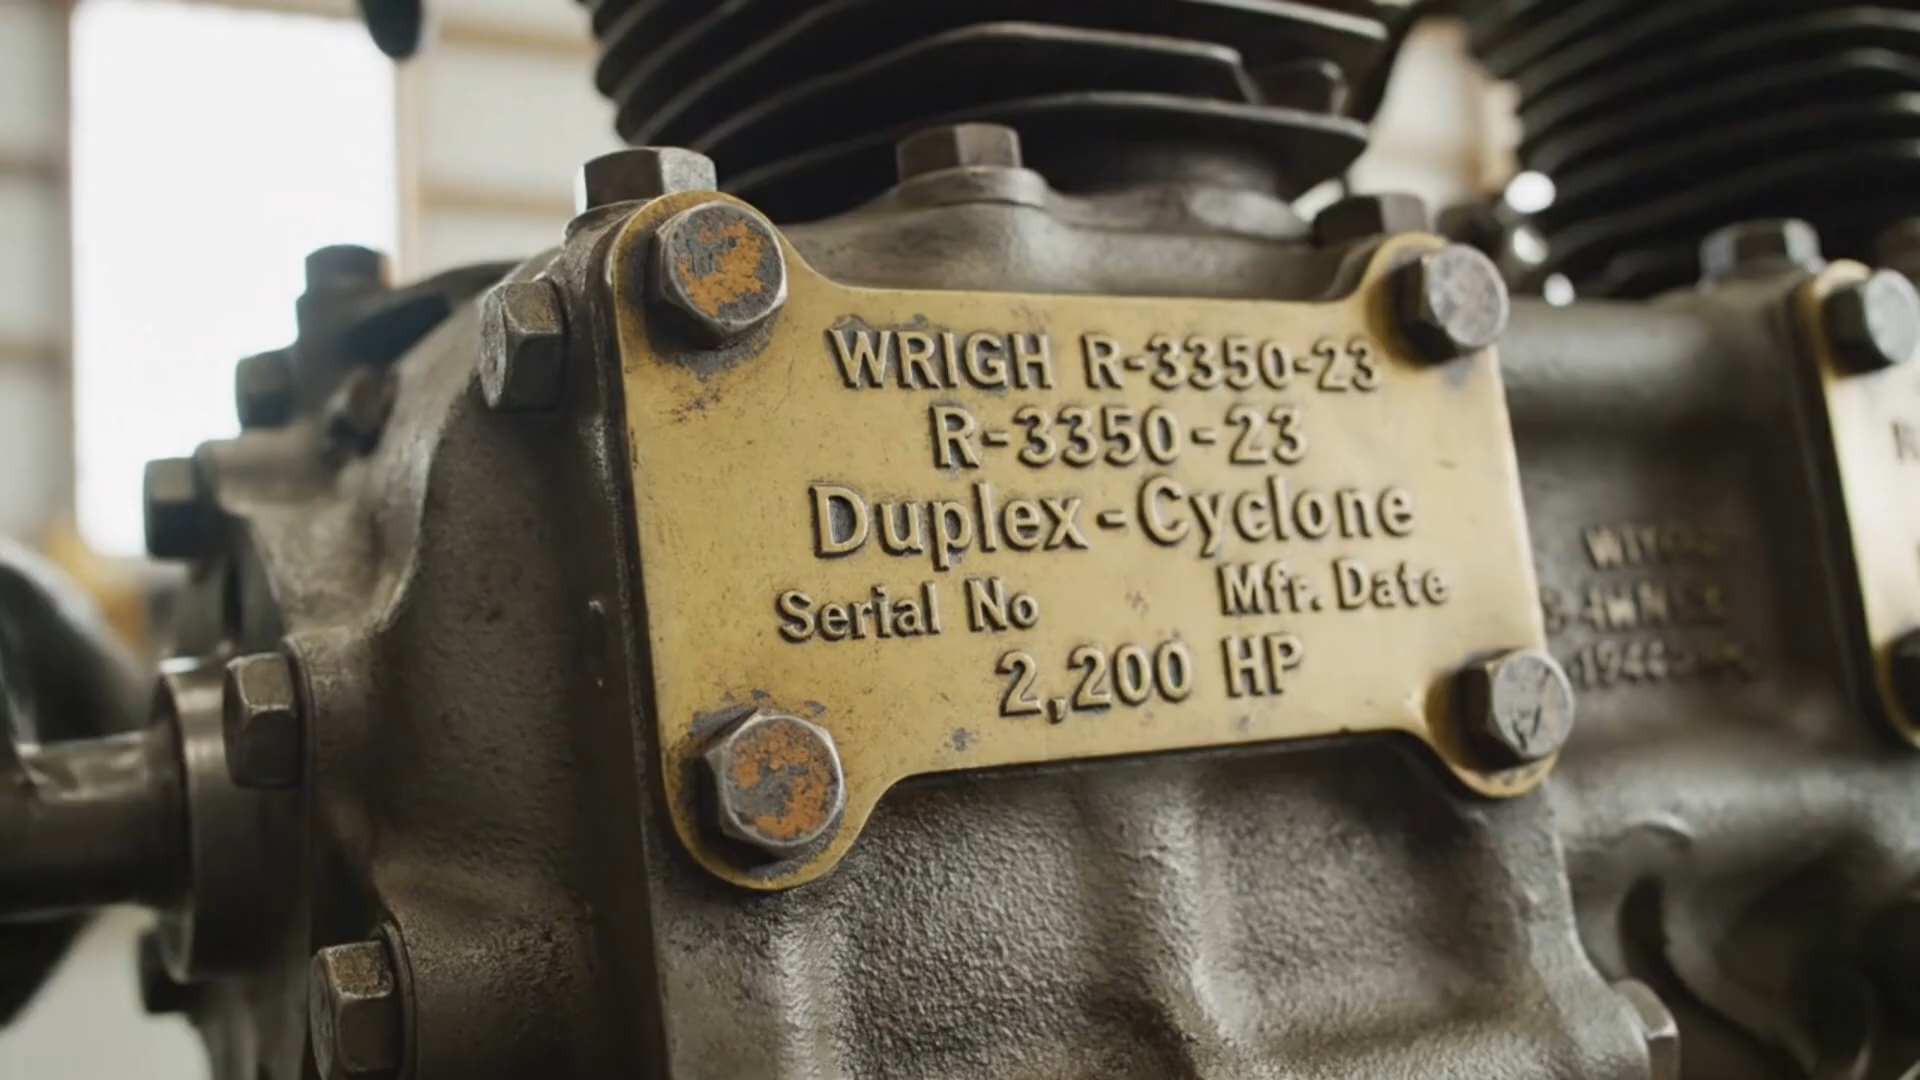 WRIGH R-3350-23
R-3350-23
Duplex-Cyclone
Serial No Mfr. Date
2,200 HP